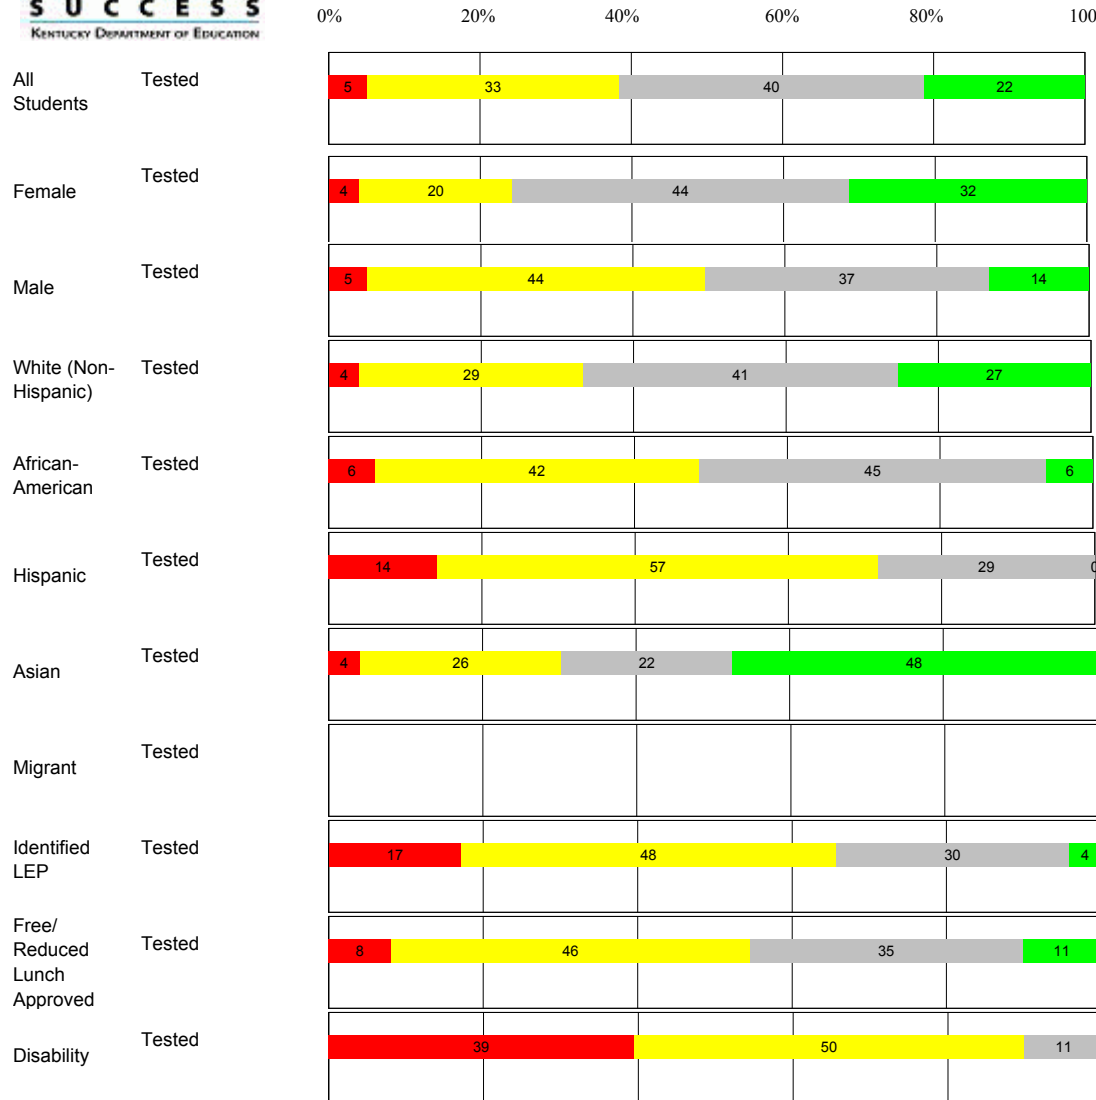 SUCCESS
KENTUCKY DEPARTMENT OF EDUCATION
0% 20% 40% 60% 80% 100
All
Students
Tested
5 33 40 22
Female
Tested
4 20 44 32
Male
Tested
5 44 37 14
White (Non-
Hispanic)
Tested
4 29 41 27
African-
American
Tested
6 42 45 6
Hispanic
Tested
14 57 29 0
Asian
Tested
4 26 22 48
Migrant
Tested
Identified
LEP
Tested
17 48 30 4
Free/
Reduced
Lunch
Approved
Tested
8 46 35 11
Disability
Tested
39 50 11